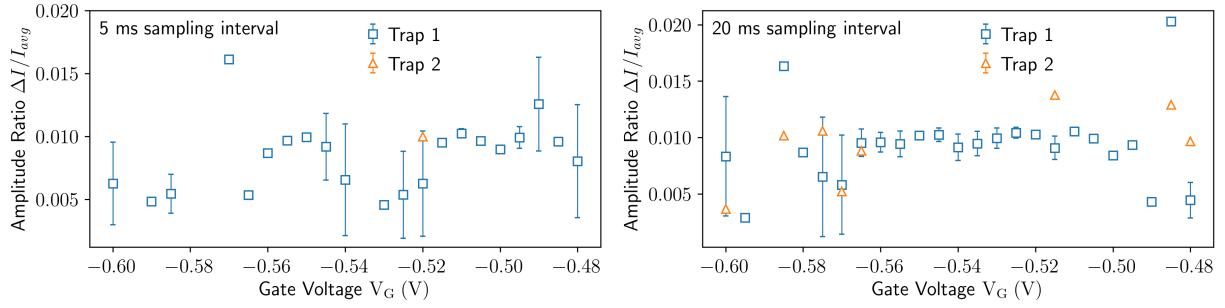 5 ms sampling interval
Trap 1
Trap 2
Amplitude Ratio ΔI/I_avg
0.015
0.010
0.005
−0.60
−0.58
−0.56
−0.54
−0.52
−0.50
−0.48
Gate Voltage V_G (V)
20 ms sampling interval
Trap 1
Trap 2
Amplitude Ratio ΔI/I_avg
0.020
0.015
0.010
0.005
−0.60
−0.58
−0.56
−0.54
−0.52
−0.50
−0.48
Gate Voltage V_G (V)